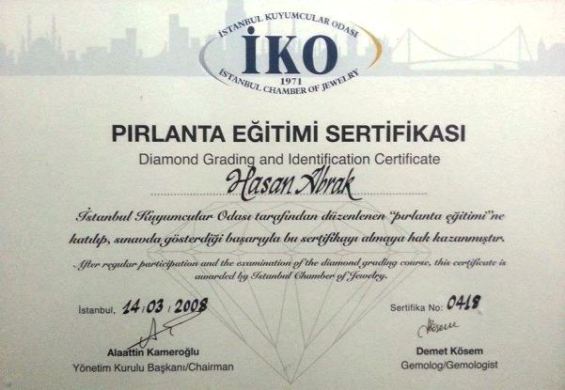 İSTANBUL KUYUMCULAR ODASI
İKO
1971
İSTANBUL CHAMBER OF JEWELRY
PIRLANTA EĞİTİMİ SERTİFİKASI
Diamond Grading and Identification Certificate
Hasan Abrak
İstanbul Kuyumcular Odası tarafından düzenlenen "pırlanta eğitimi"ne
katılıp, sınavda gösterdiği başarıyla bu sertifikayı almaya hak kazanmıştır.
After regular participation and the examination of the diamond grading course, this certificate is
awarded by Istanbul Chamber of Jewelry.
İstanbul, 14/03/2008
Sertifika No: 0418
Alaattin Kameroğlu
Yönetim Kurulu Başkanı/Chairman
Demet Kösem
Gemolog/Gemologist